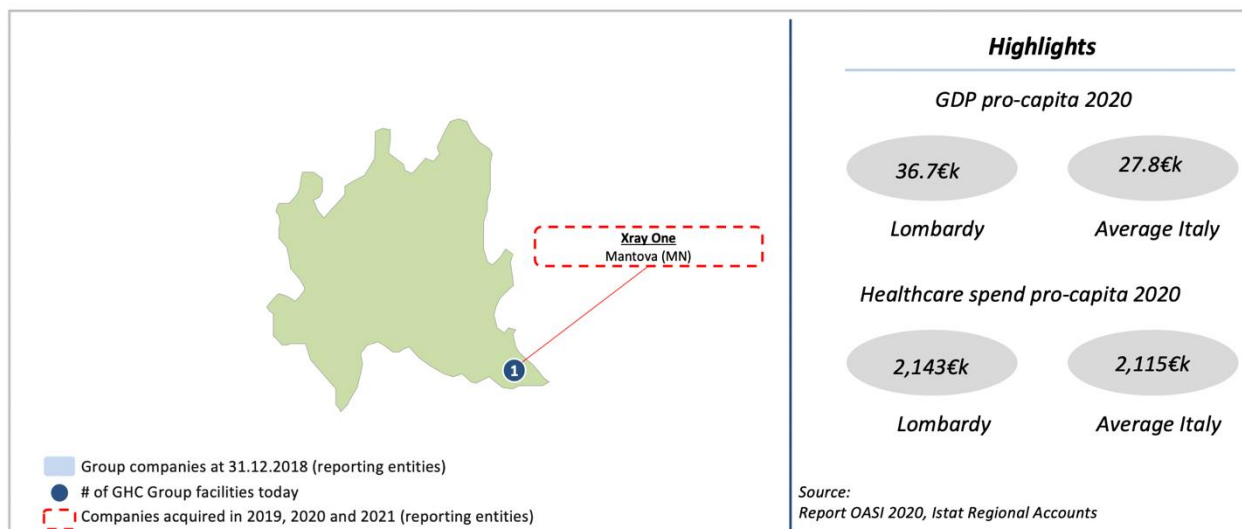 Xray One
Mantova (MN)
1
Group companies at 31.12.2018 (reporting entities)
# of GHC Group facilities today
Companies acquired in 2019, 2020 and 2021 (reporting entities)
Highlights
GDP pro-capita 2020
36.7€k 27.8€k
Lombardy Average Italy
Healthcare spend pro-capita 2020
2,143€k 2,115€k
Lombardy Average Italy
Source:
Report OASI 2020, Istat Regional Accounts